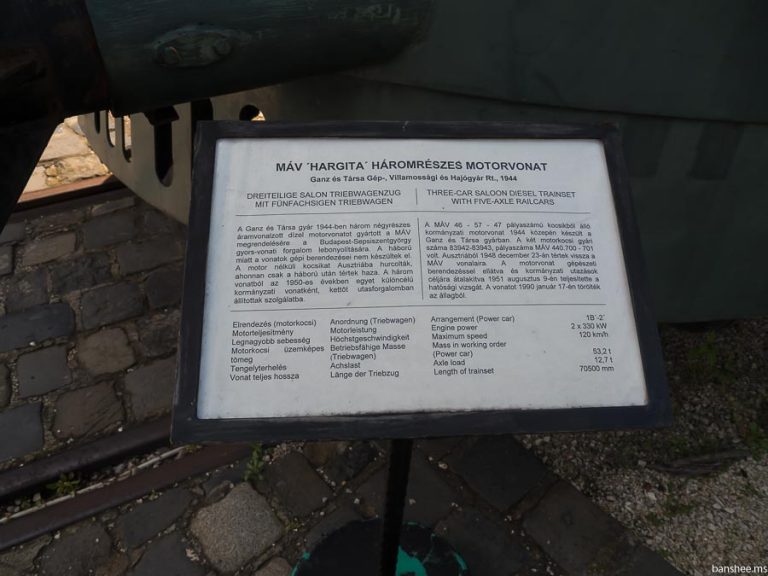 MÁV ´HARGITA´ HÁROMRÉSZES MOTORVONAT
Ganz és Társa Gép-, Villamossági és Hajógyár Rt., 1944
DREITEILIGE SALON TRIEBWAGENZUG
MIT FÜNFACHSIGEN TRIEBWAGEN
THREE-CAR SALOON DIESEL TRAINSET
WITH FIVE-AXLE RAILCARS
A Ganz és Társa gyár 1944-ben három négyrészes
áramvonalzott dízel motorvonatot gyártott a MÁV
megrendelésére a Budapest-Sepsiszentgyörgy
gyors-vonati forgalom lebonyolítására. A háború
miatt a vonatok gépi berendezései nem készültek el.
A motor nélküli kocsikat Ausztriába hurcolták,
ahonnan csak a háború után tértek haza. A három
vonatból az 1950-es években egyet különcélú
kormányzati vonatként, kettőt utasforgalomban
állítottak szolgálatba.
A MÁV 46 - 57 - 47 pályaszámú kocsikból álló
kormányzati motorvonat 1944 közepén készült a
Ganz és Társa gyárban. A két motorkocsi gyári
száma 83942-83943, pályaszáma MÁV 440.700 - 701
volt. Ausztriából 1948 december 23-án tértek vissza a
MÁV vonalaira. A motorvonat gépészeti
berendezéssel ellátva és kormányzati utazások
céljára átalakítva 1951 augusztus 9-én teljesítette a
hatósági vizsgát. A vonatot 1990 január 17-én törölték
az állagból.
Elrendezés (motorkocsi) Anordnung (Triebwagen) Arrangement (Power car) 1B´-2´
Motorteljesítmény Motorleistung Engine power 2 x 330 kW
Legnagyobb sebesség Höchstgeschwindigkeit Maximum speed 120 km/h
Motorkocsi üzemképes Betriebsfähige Masse Mass in working order
tömeg (Triebwagen) (Power car) 53,2 t
Tengelyterhelés Achslast Axle load 12,7 t
Vonat teljes hossza Länge der Triebzug Length of trainset 70500 mm
banshee.ms